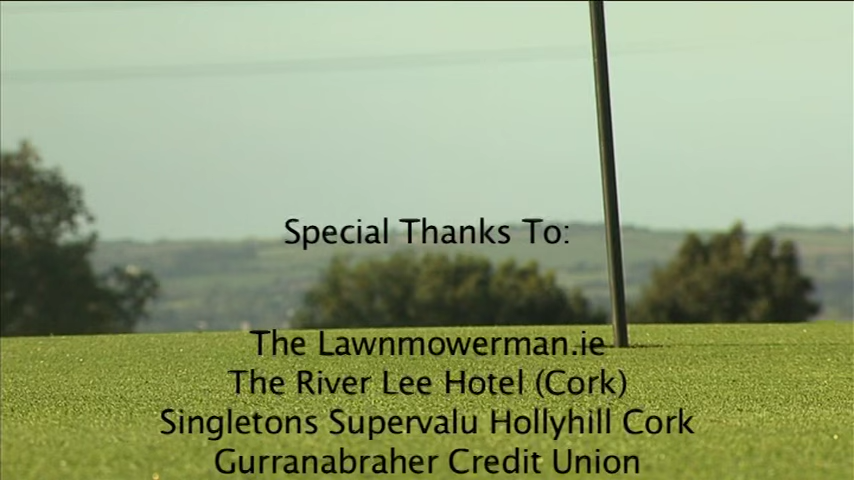 Special Thanks To:
The Lawnmowerman.ie
The River Lee Hotel (Cork)
Singletons Supervalu Hollyhill Cork
Gurranabraher Credit Union